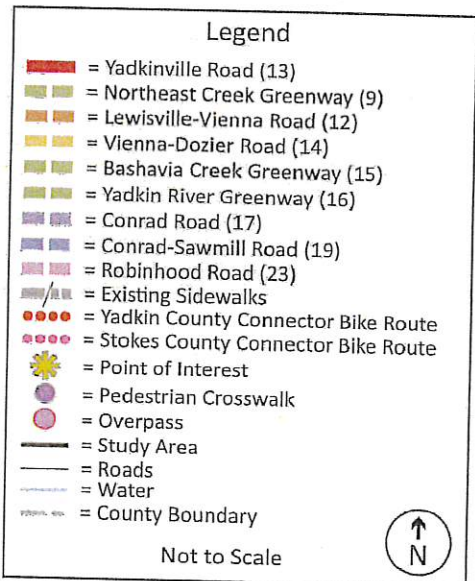 Legend
= Yadkinville Road (13)
= Northeast Creek Greenway (9)
= Lewisville-Vienna Road (12)
= Vienna-Dozier Road (14)
= Bashavia Creek Greenway (15)
= Yadkin River Greenway (16)
= Conrad Road (17)
= Conrad-Sawmill Road (19)
= Robinhood Road (23)
= Existing Sidewalks
= Yadkin County Connector Bike Route
= Stokes County Connector Bike Route
= Point of Interest
= Pedestrian Crosswalk
= Overpass
= Study Area
= Roads
= Water
= County Boundary
Not to Scale
N